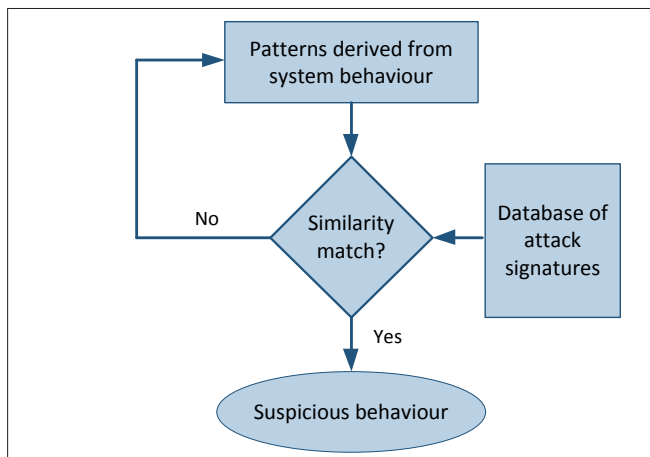 Patterns derived from
system behaviour
No
Similarity
match?
Database of
attack
signatures
Yes
Suspicious behaviour